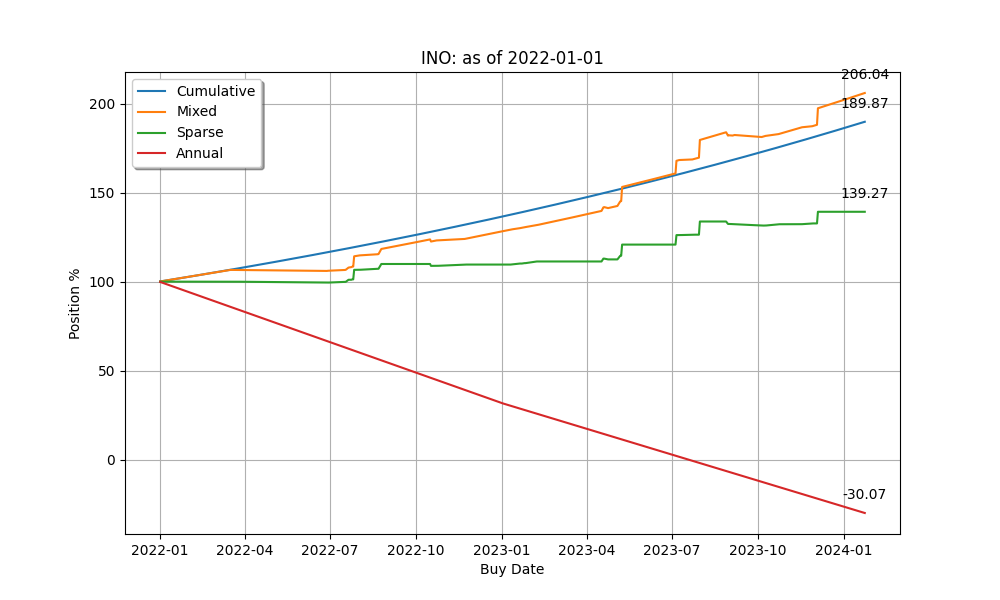 INO: as of 2022-01-01
206.04
Cumulative
189.87
Mixed
Sparse
Annual
139.27
-30.07
200
150
100
50
0
Position %
2022-01 2022-04 2022-07 2022-10 2023-01 2023-04 2023-07 2023-10 2024-01
Buy Date